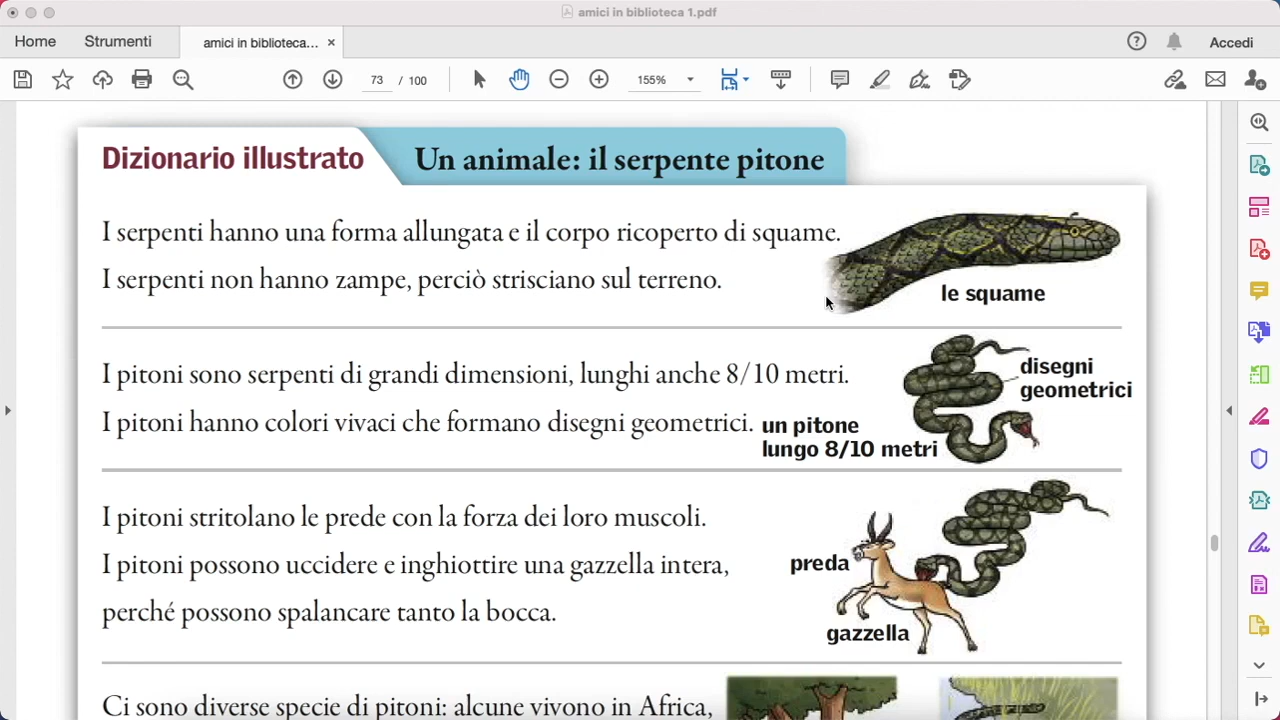 amici in biblioteca 1.pdf
Home
Strumenti
amici in biblioteca...
Accedi
73 / 100
155%
Dizionario illustrato
Un animale: il serpente pitone
I serpenti hanno una forma allungata e il corpo ricoperto di squame.
I serpenti non hanno zampe, perciò strisciano sul terreno.
le squame
I pitoni sono serpenti di grandi dimensioni, lunghi anche 8/10 metri.
I pitoni hanno colori vivaci che formano disegni geometrici.
disegni
geometrici
un pitone
lungo 8/10 metri
I pitoni stritolano le prede con la forza dei loro muscoli.
I pitoni possono uccidere e inghiottire una gazzella intera,
perché possono spalancare tanto la bocca.
preda
gazzella
Ci sono diverse specie di pitoni: alcune vivono in Africa,